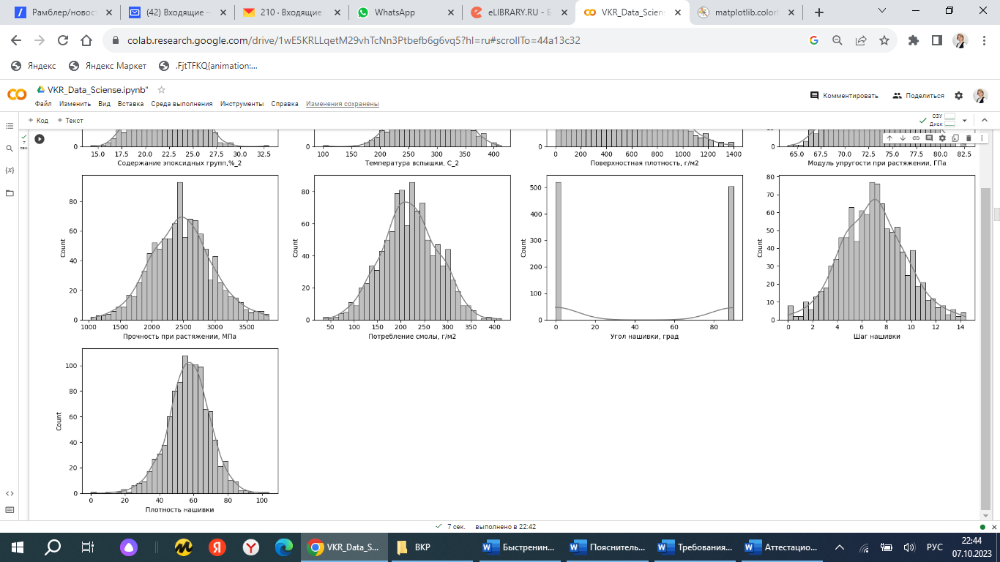 Рамблер/новост
(42) Входящие –
210 · Входящие
WhatsApp
eLIBRARY.RU - Б
VKR_Data_Sciens
matplotlib.colorb
colab.research.google.com/drive/1wE5KRLLqetM29vhTcNn3Ptbefb6g6vq5?hl=ru#scrollTo=44a13c32
Яндекс
Яндекс Маркет
.FjtTFKQ{animation:...
VKR_Data_Sciense.ipynb"
Комментировать
Поделиться
Файл Изменить Вид Вставка Среда выполнения Инструменты Справка Изменения сохранены
+ Код + Текст
ОЗУ
Диск
7
сек.
{x}
0
15.0 17.5 20.0 22.5 25.0 27.5 30.0 32.5
Содержание эпоксидных групп,%_2
0
100 150 200 250 300 350 400
Температура вспышки, С_2
0
0 200 400 600 800 1000 1200 1400
Поверхностная плотность, г/м2
0
65.0 67.5 70.0 72.5 75.0 77.5 80.0 82.5
Модуль упругости при растяжении, ГПа
80
60
40
20
0
Count
1000 1500 2000 2500 3000 3500
Прочность при растяжении, МПа
80
60
40
20
0
Count
50 100 150 200 250 300 350 400
Потребление смолы, г/м2
500
400
300
200
100
0
Count
0 20 40 60 80
Угол нашивки, град
80
70
60
50
40
30
20
10
0
Count
0 2 4 6 8 10 12 14
Шаг нашивки
100
80
60
40
20
0
Count
0 20 40 60 80 100
Плотность нашивки
7 сек. выполнено в 22:42
VKR_Data_S...
ВКР
Быстренин...
Пояснитель...
Требования...
Аттестацио...
РУС
22:44
07.10.2023